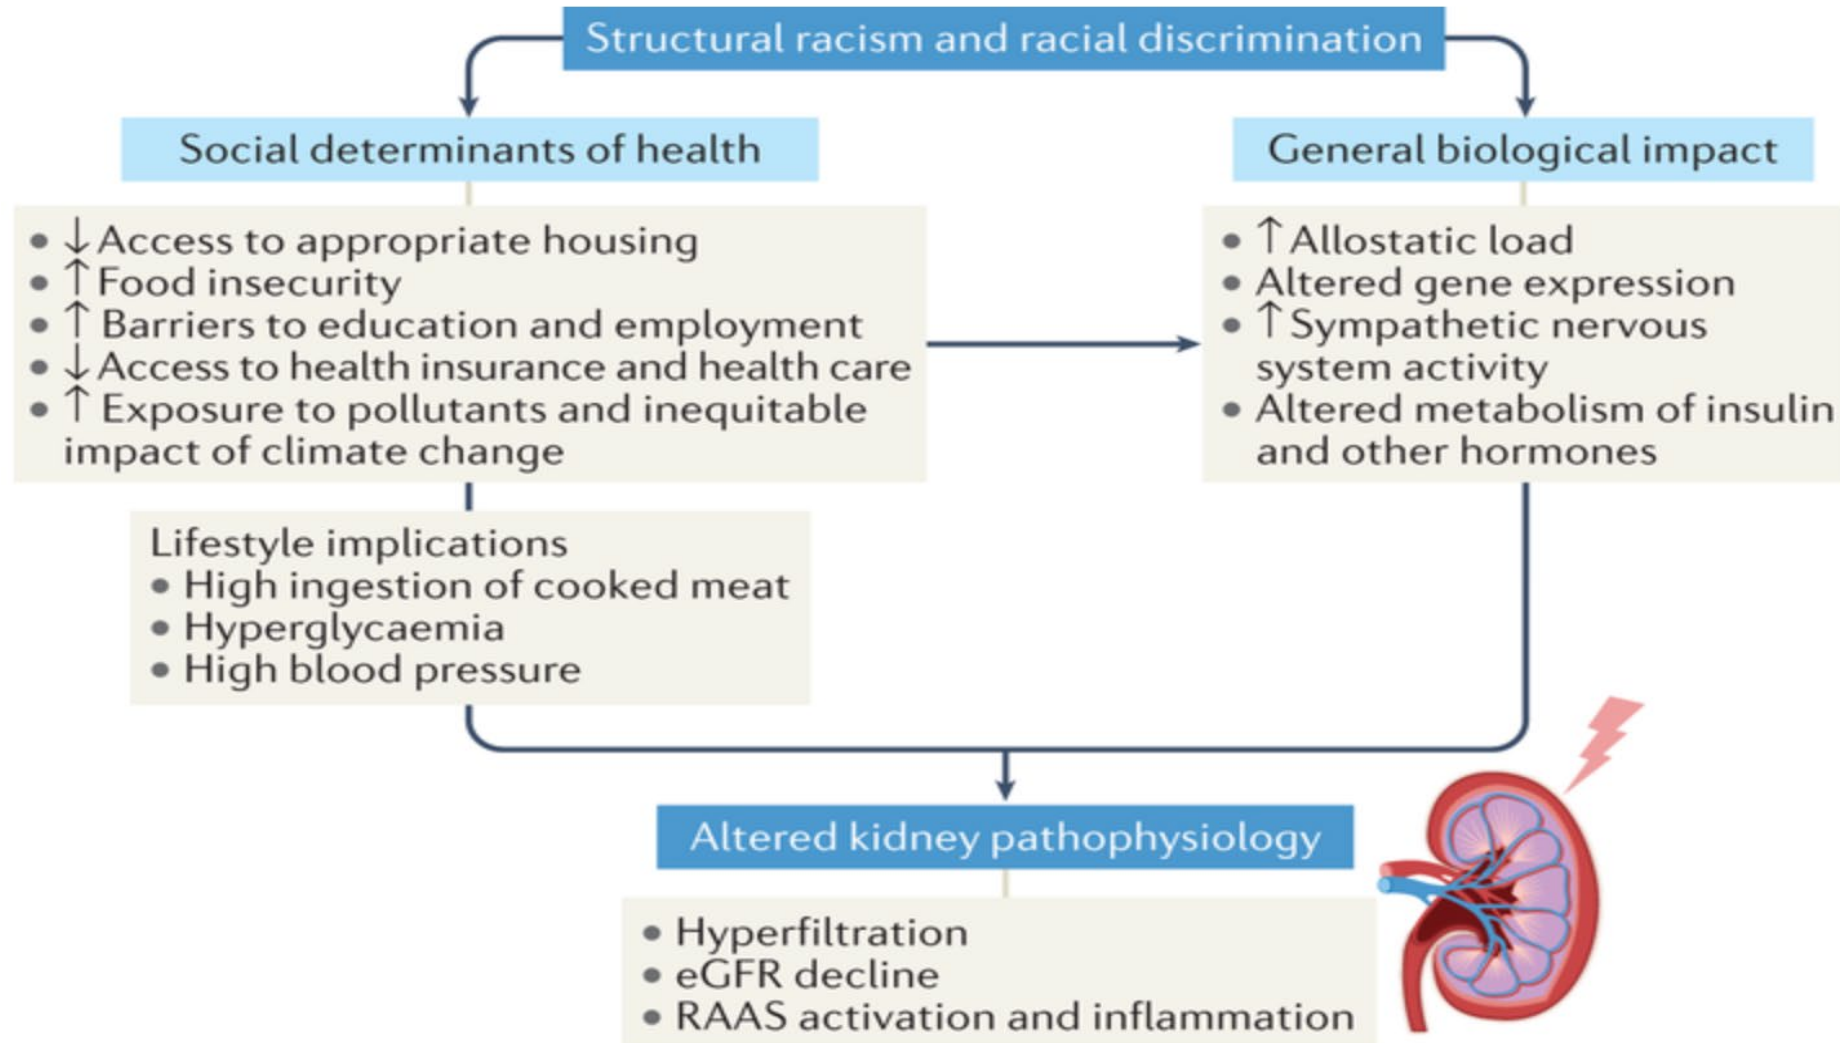 Structural racism and racial discrimination
Social determinants of health
• ↓ Access to appropriate housing
• ↑ Food insecurity
• ↑ Barriers to education and employment
• ↓ Access to health insurance and health care
• ↑ Exposure to pollutants and inequitable
impact of climate change
General biological impact
• ↑ Allostatic load
• Altered gene expression
• ↑ Sympathetic nervous
system activity
• Altered metabolism of insulin
and other hormones
Lifestyle implications
• High ingestion of cooked meat
• Hyperglycaemia
• High blood pressure
Altered kidney pathophysiology
• Hyperfiltration
• eGFR decline
• RAAS activation and inflammation